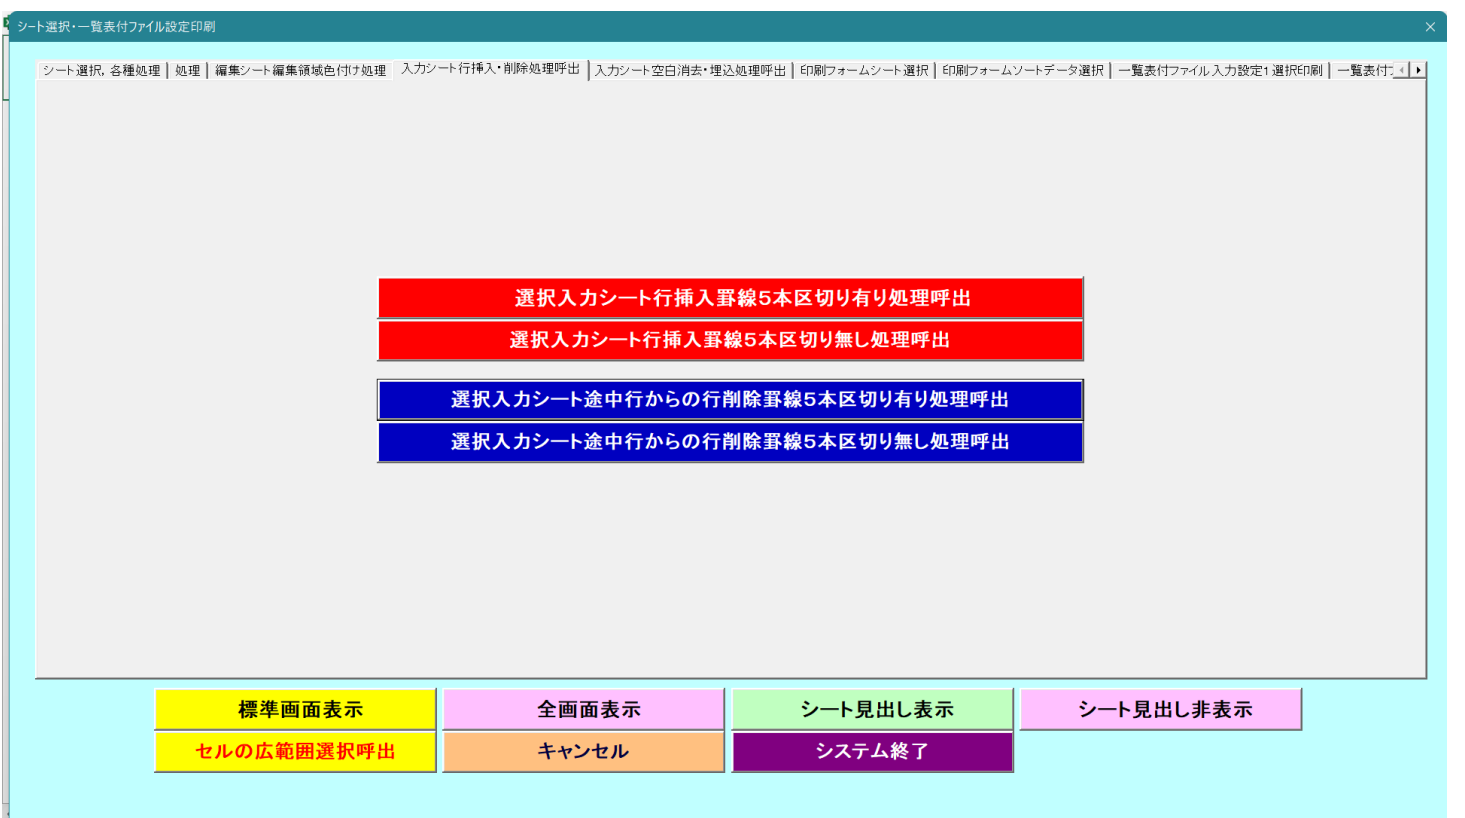 シート選択・一覧表付ファイル設定印刷
シート選択, 各種処理
処理
編集シート編集領域色付け処理
入力シート行挿入・削除処理呼出
入力シート空白消去・埋込処理呼出
印刷フォームシート選択
印刷フォームソートデータ選択
一覧表付ファイル入力設定1 選択印刷
一覧表付
選択入力シート行挿入罫線5本区切り有り処理呼出
選択入力シート行挿入罫線5本区切り無し処理呼出
選択入力シート途中行からの行削除罫線5本区切り有り処理呼出
選択入力シート途中行からの行削除罫線5本区切り無し処理呼出
標準画面表示
全画面表示
シート見出し表示
シート見出し非表示
セルの広範囲選択呼出
キャンセル
システム終了